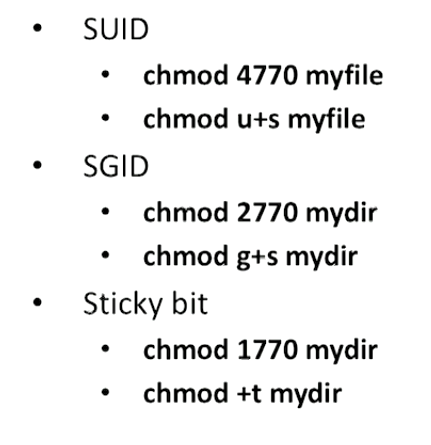 • SUID
• chmod 4770 myfile
• chmod u+s myfile
• SGID
• chmod 2770 mydir
• chmod g+s mydir
• Sticky bit
• chmod 1770 mydir
• chmod +t mydir